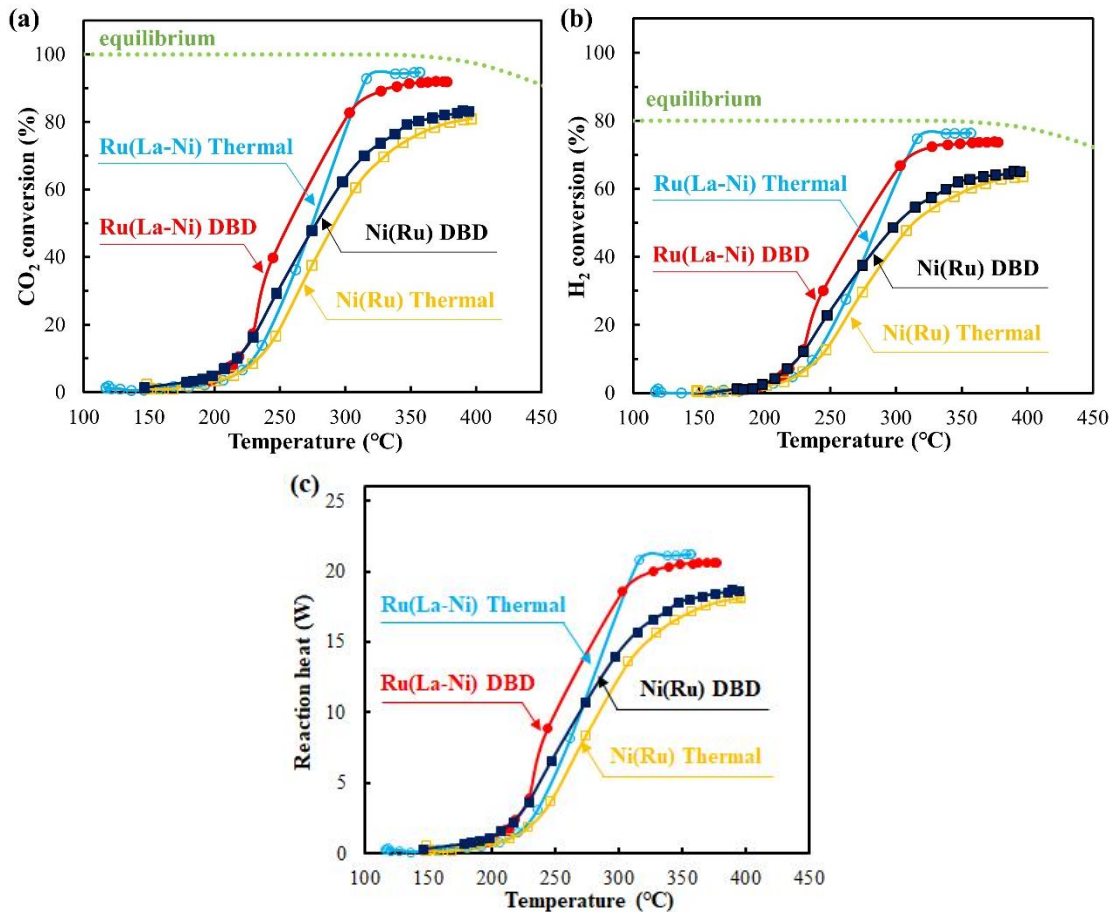 (a)
equilibrium
CO₂ conversion (%)
100
80
60
40
20
0
Ru(La-Ni) Thermal
Ru(La-Ni) DBD
Ni(Ru) DBD
Ni(Ru) Thermal
100 150 200 250 300 350 400 450
Temperature (°C)
(b)
equilibrium
H₂ conversion (%)
100
80
60
40
20
0
Ru(La-Ni) Thermal
Ru(La-Ni) DBD
Ni(Ru) DBD
Ni(Ru) Thermal
100 150 200 250 300 350 400 450
Temperature (°C)
(c)
Reaction heat (W)
25
20
15
10
5
0
Ru(La-Ni) Thermal
Ru(La-Ni) DBD
Ni(Ru) DBD
Ni(Ru) Thermal
100 150 200 250 300 350 400 450
Temperature (°C)